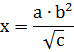 x = a · b² / √c